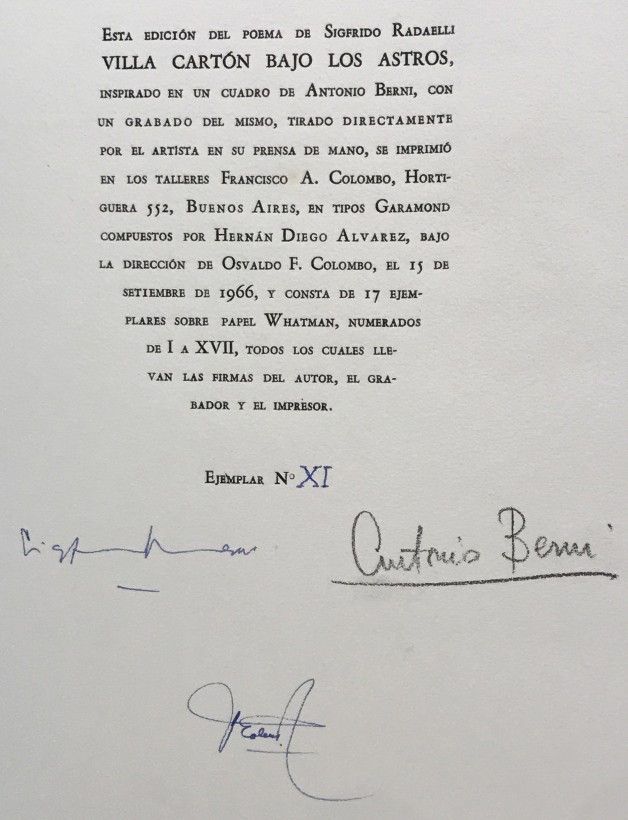 Esta edición del poema de Sigfrido Radaelli
VILLA CARTÓN BAJO LOS ASTROS,
inspirado en un cuadro de Antonio Berni, con
un grabado del mismo, tirado directamente
por el artista en su prensa de mano, se imprimió
en los talleres Francisco A. Colombo, Horti-
guera 552, Buenos Aires, en tipos Garamond
compuestos por Hernán Diego Alvarez, bajo
la dirección de Osvaldo F. Colombo, el 15 de
setiembre de 1966, y consta de 17 ejem-
plares sobre papel Whatman, numerados
de I a XVII, todos los cuales lle-
van las firmas del autor, el gra-
bador y el impresor.
Ejemplar Nº XI
Antonio Berni